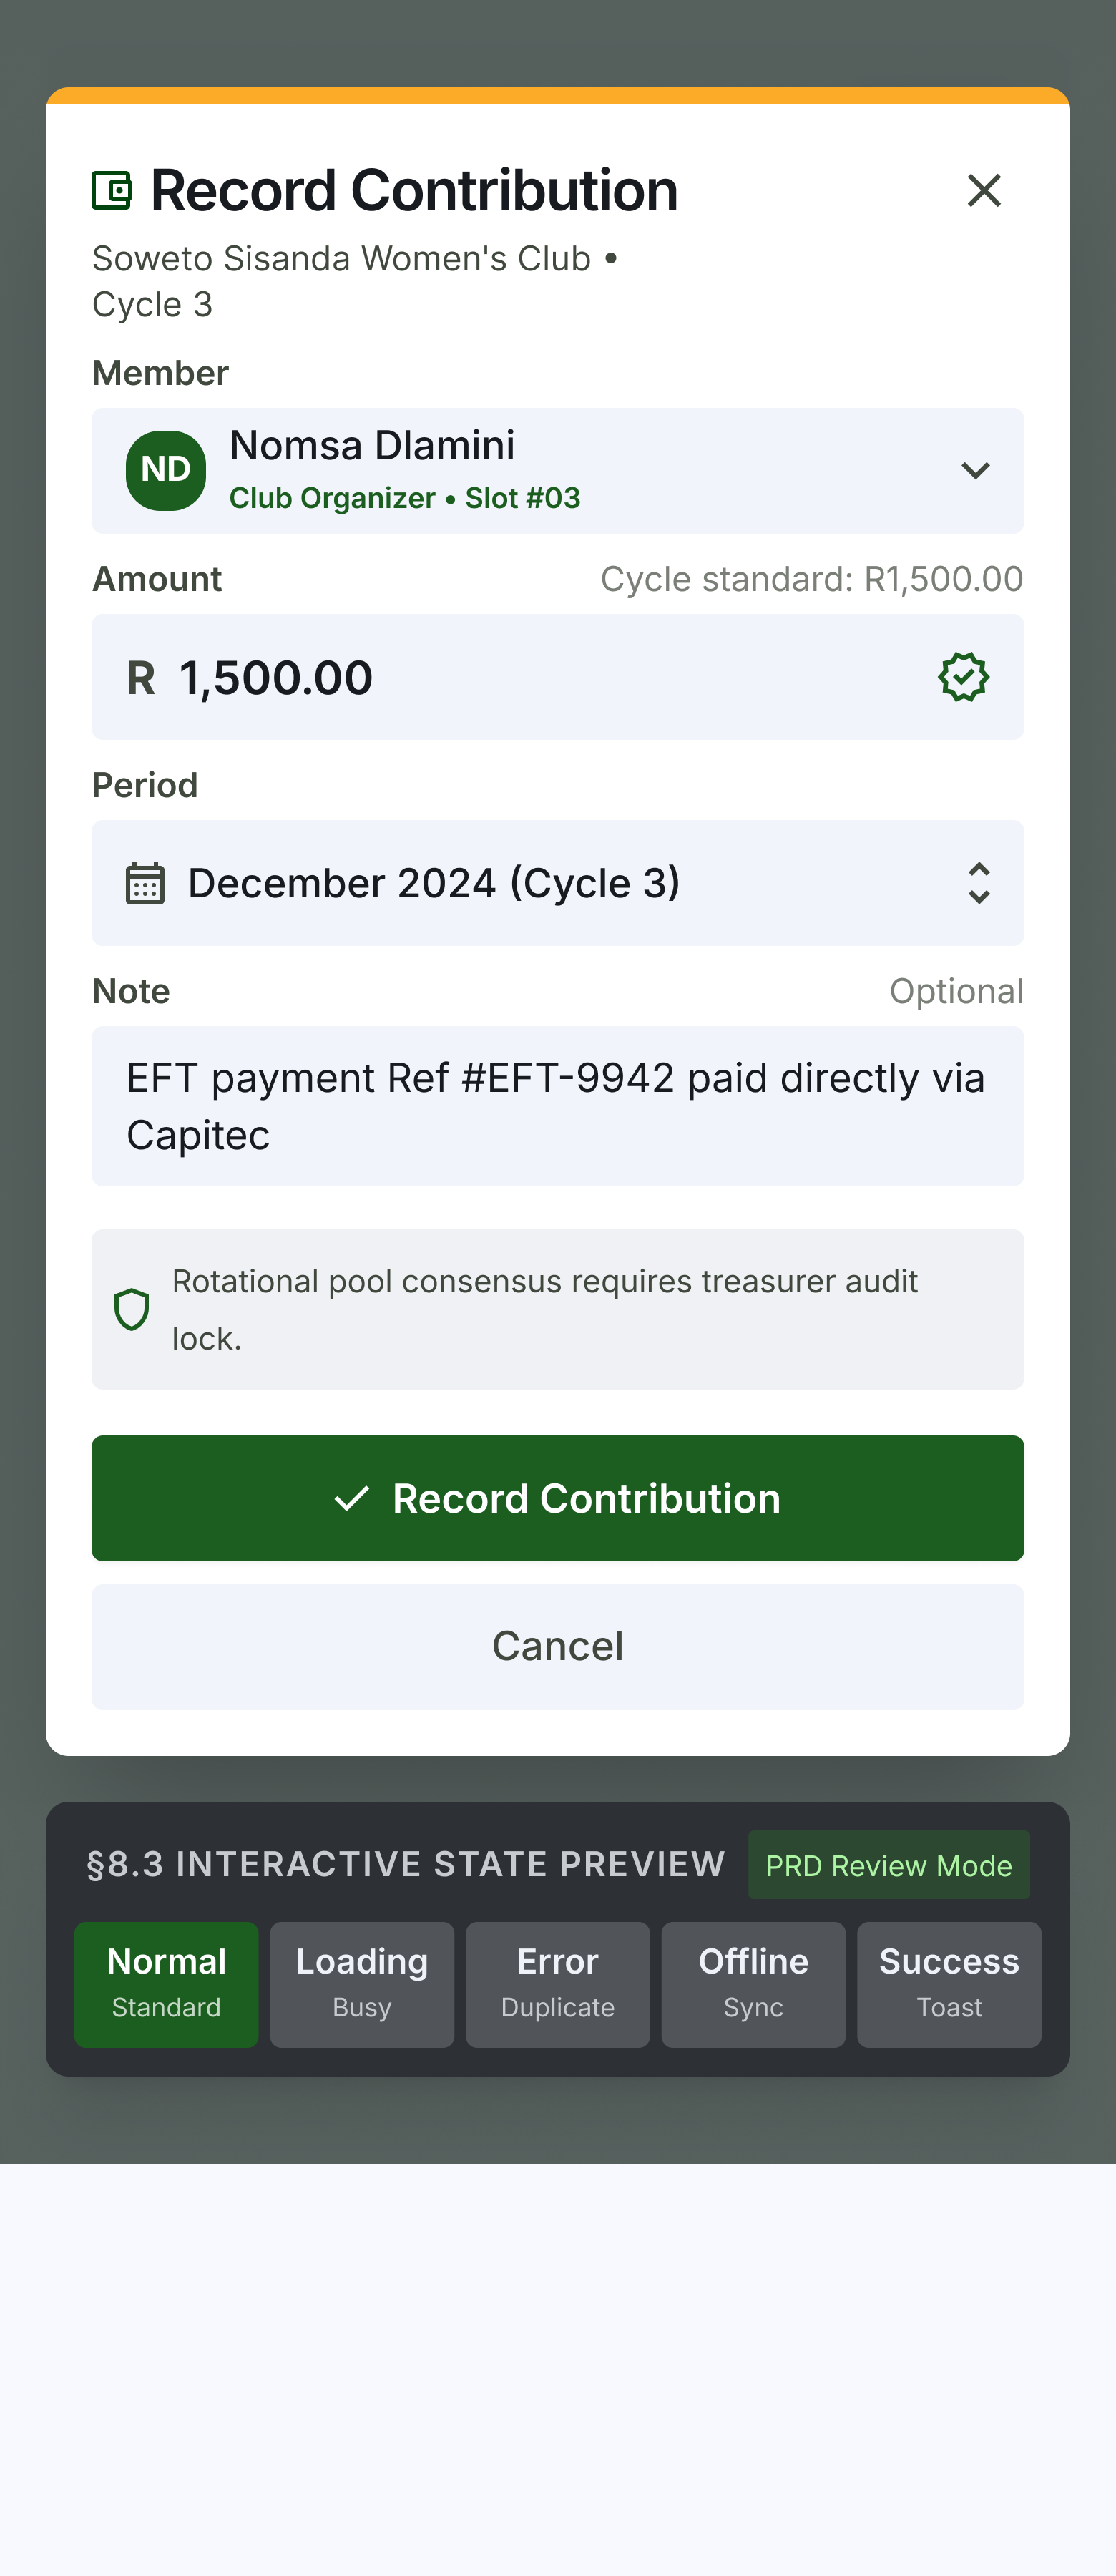 Record Contribution
Soweto Sisanda Women's Club •
Cycle 3
Member
ND
Nomsa Dlamini
Club Organizer • Slot #03
Amount
Cycle standard: R1,500.00
R 1,500.00
Period
December 2024 (Cycle 3)
Note
Optional
EFT payment Ref #EFT-9942 paid directly via
Capitec
Rotational pool consensus requires treasurer audit
lock.
Record Contribution
Cancel
§8.3 INTERACTIVE STATE PREVIEW
PRD Review Mode
Normal
Standard
Loading
Busy
Error
Duplicate
Offline
Sync
Success
Toast